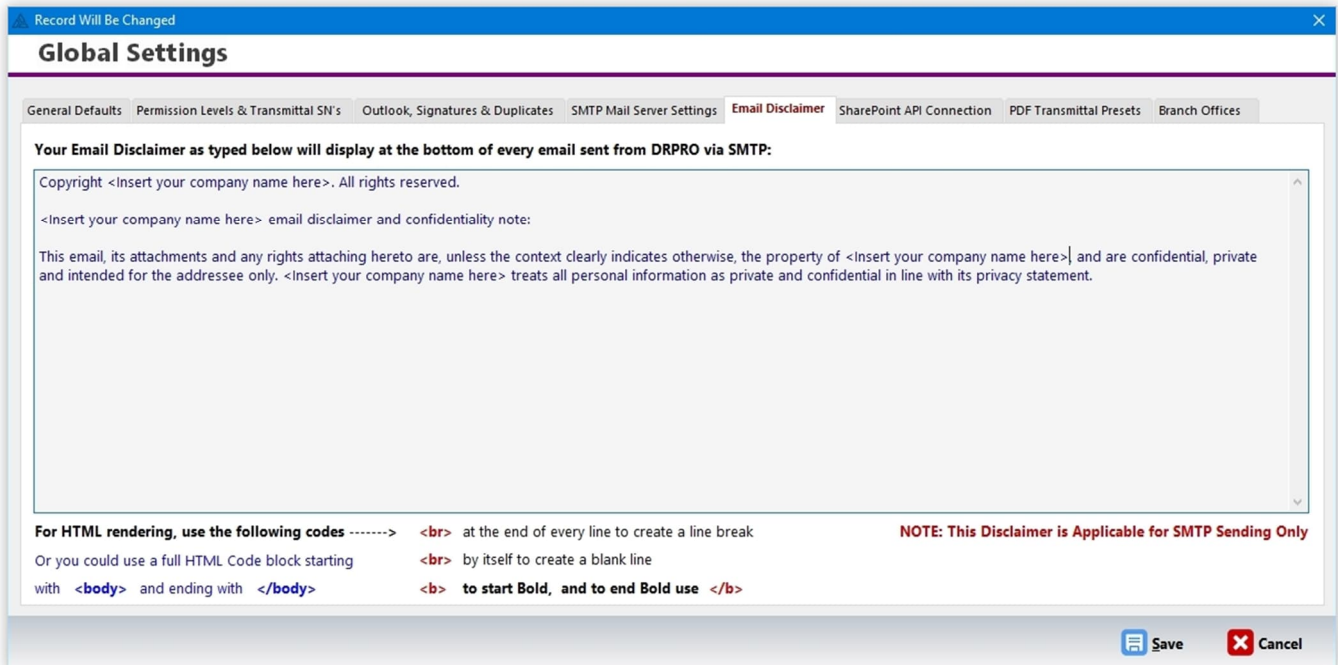 Record Will Be Changed
Global Settings
General Defaults
Permission Levels & Transmittal SN's
Outlook, Signatures & Duplicates
SMTP Mail Server Settings
Email Disclaimer
SharePoint API Connection
PDF Transmittal Presets
Branch Offices
Your Email Disclaimer as typed below will display at the bottom of every email sent from DRPRO via SMTP:
Copyright <Insert your company name here>. All rights reserved.
<Insert your company name here> email disclaimer and confidentiality note:
This email, its attachments and any rights attaching hereto are, unless the context clearly indicates otherwise, the property of <Insert your company name here>, and are confidential, private
and intended for the addressee only. <Insert your company name here> treats all personal information as private and confidential in line with its privacy statement.
For HTML rendering, use the following codes ------->
<br> at the end of every line to create a line break
NOTE: This Disclaimer is Applicable for SMTP Sending Only
Or you could use a full HTML Code block starting
<br> by itself to create a blank line
with <body> and ending with </body>
<b> to start Bold, and to end Bold use </b>
Save
Cancel